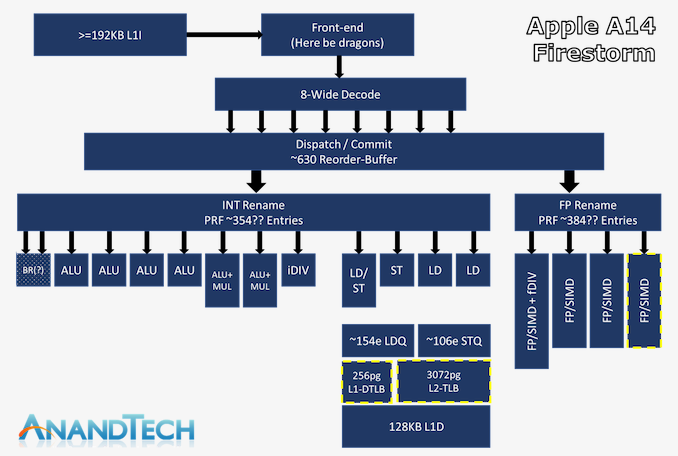 Apple A14
Firestorm
>=192KB L1I
Front-end
(Here be dragons)
8-Wide Decode
Dispatch / Commit
~630 Reorder-Buffer
INT Rename
PRF ~354?? Entries
FP Rename
PRF ~384?? Entries
BR(?)
ALU
ALU
ALU
ALU
ALU+
MUL
ALU+
MUL
iDIV
LD/
ST
ST
LD
LD
FP/SIMD + fDIV
FP/SIMD
FP/SIMD
FP/SIMD
~154e LDQ
~106e STQ
256pg
L1-DTLB
3072pg
L2-TLB
128KB L1D
ANANDTECH